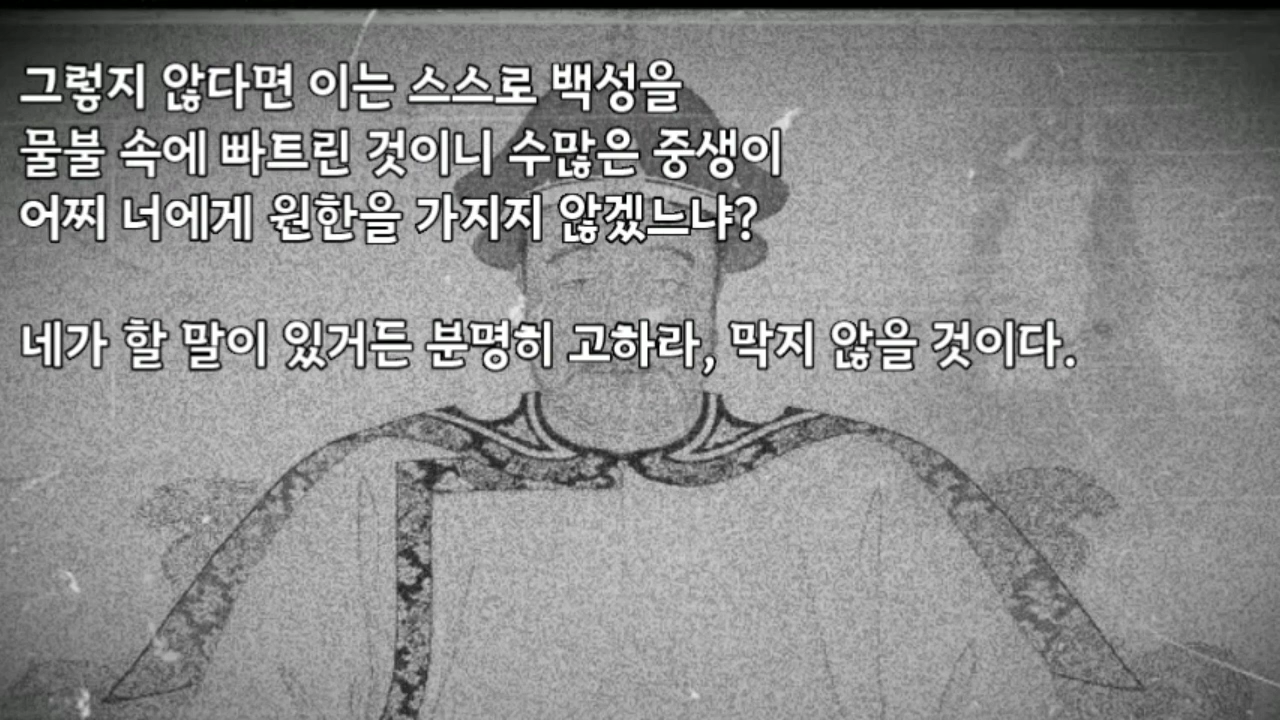 그렇지 않다면 이는 스스로 백성을
물불 속에 빠트린 것이니 수많은 중생이
어찌 너에게 원한을 가지지 않겠느냐?
네가 할 말이 있거든 분명히 고하라, 막지 않을 것이다.